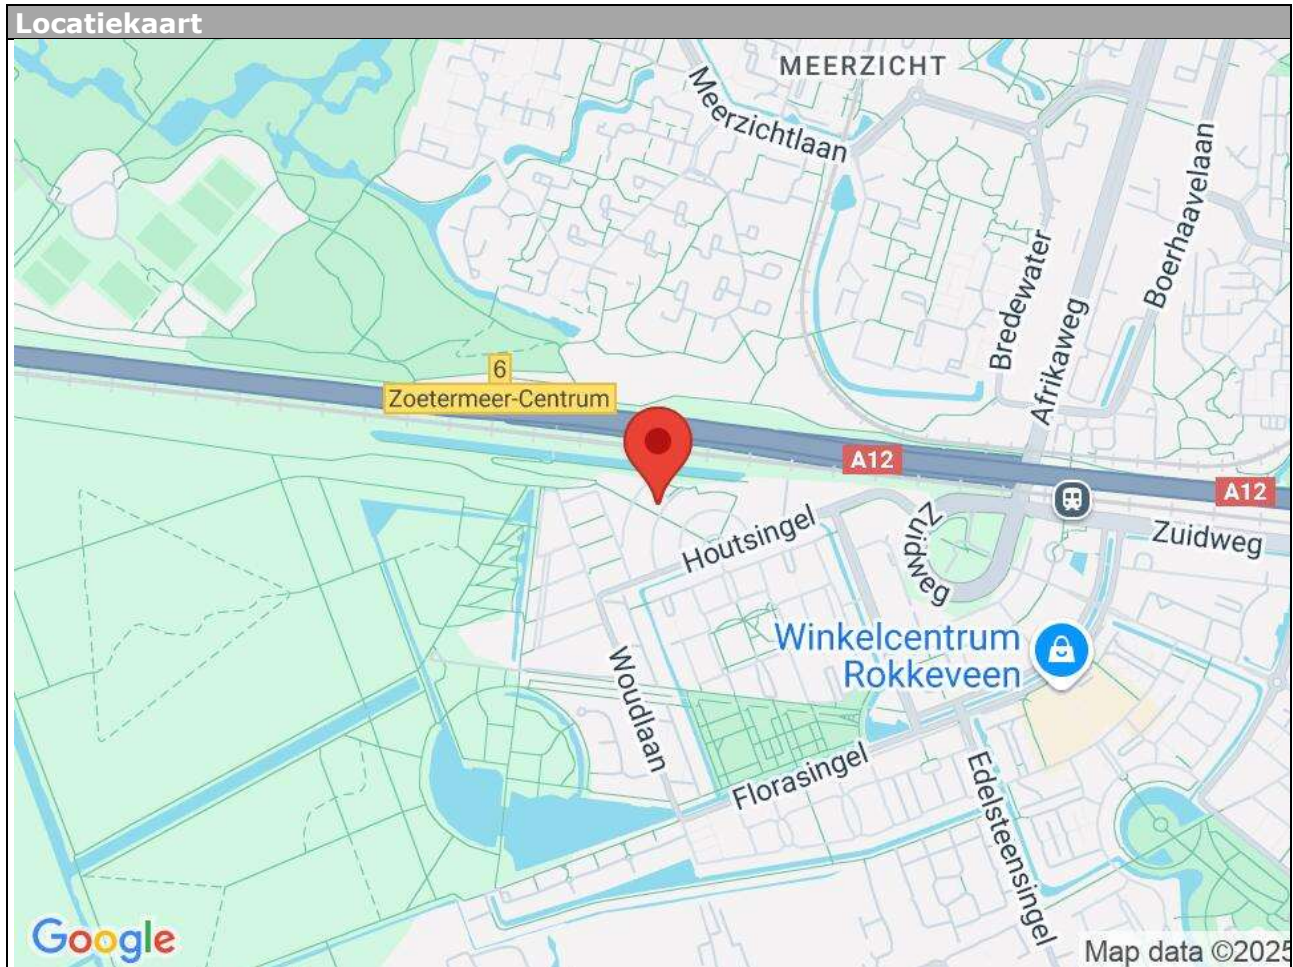 Locatiekaart
MEERZICHT
Meerzichtlaan
Boerhaavelaan
Bredewater
Afrikaweg
6
Zoetermeer-Centrum
A12
A12
Houtsingel
Zuidweg
Zuidweg
Winkelcentrum
Rokkeveen
Woudlaan
Florasingel
Edelsteensingel
Google
Map data ©2025